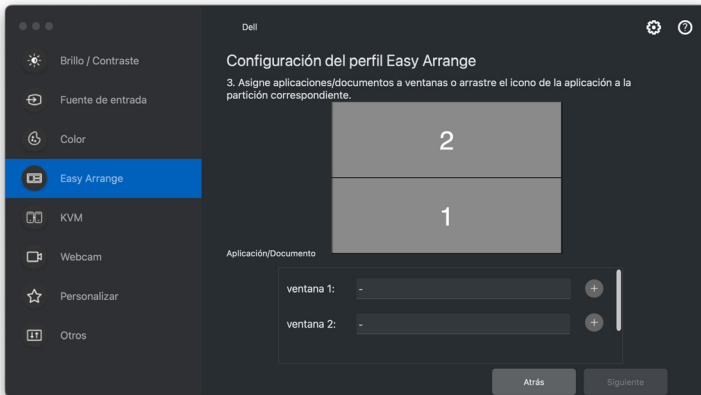 Dell
Brillo / Contraste
Fuente de entrada
Color
Easy Arrange
KVM
Webcam
Personalizar
Otros
Configuración del perfil Easy Arrange
3. Asigne aplicaciones/documentos a ventanas o arrastre el icono de la aplicación a la
partición correspondiente.
2
1
Aplicación/Documento
ventana 1: -
ventana 2: -
Atrás
Siguiente